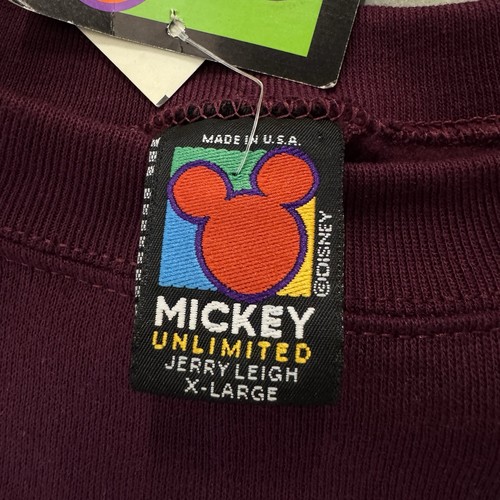 MADE IN U.S.A.
©DISNEY
MICKEY
UNLIMITED
JERRY LEIGH
X-LARGE